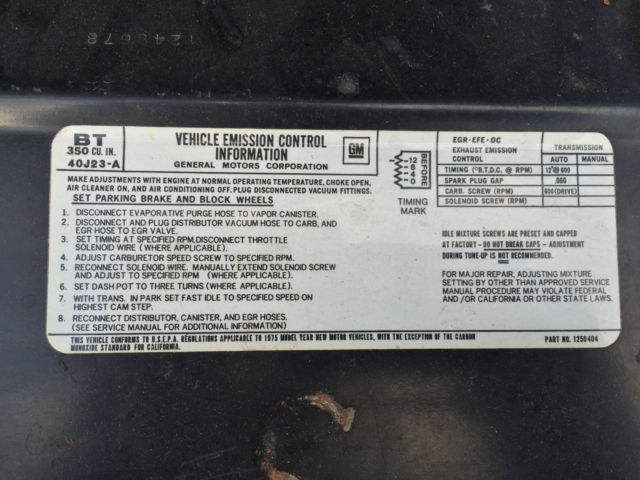 1248678
BT
350 CU. IN.
40J23-A
VEHICLE EMISSION CONTROL
INFORMATION
GENERAL MOTORS CORPORATION
GM
MAKE ADJUSTMENTS WITH ENGINE AT NORMAL OPERATING TEMPERATURE, CHOKE OPEN,
AIR CLEANER ON, AND AIR CONDITIONING OFF. PLUG DISCONNECTED VACUUM FITTINGS.
SET PARKING BRAKE AND BLOCK WHEELS
1. DISCONNECT EVAPORATIVE PURGE HOSE TO VAPOR CANISTER.
2. DISCONNECT AND PLUG DISTRIBUTOR VACUUM HOSE TO CARB, AND
EGR HOSE TO EGR VALVE.
3. SET TIMING AT SPECIFIED RPM,DISCONNECT THROTTLE
SOLENOID WIRE (WHERE APPLICABLE).
4. ADJUST CARBURETOR SPEED SCREW TO SPECIFIED RPM.
5. RECONNECT SOLENOID WIRE. MANUALLY EXTEND SOLENOID SCREW
AND ADJUST TO SPECIFIED RPM (WHERE APPLICABLE).
6. SET DASH POT TO THREE TURNS (WHERE APPLICABLE).
7. WITH TRANS. IN PARK SET FAST IDLE TO SPECIFIED SPEED ON
HIGHEST CAM STEP.
8. RECONNECT DISTRIBUTOR, CANISTER, AND EGR HOSES.
(SEE SERVICE MANUAL FOR ADDITIONAL INFORMATION)
12
8
4
0
BEFORE
TIMING
MARK
EGR-EFE-OC
EXHAUST EMISSION
CONTROL
TRANSMISSION
AUTO MANUAL
TIMING (°B.T.D.C. @ RPM) 12°@600
SPARK PLUG GAP .060
CARB. SCREW (RPM) 600(DRIVE)
SOLENOID SCREW (RPM)
IDLE MIXTURE SCREWS ARE PRESET AND CAPPED
AT FACTORY - DO NOT BREAK CAPS - ADJUSTMENT
DURING TUNE-UP IS NOT RECOMMENDED.
FOR MAJOR REPAIR, ADJUSTING MIXTURE
SETTING BY OTHER THAN APPROVED SERVICE
MANUAL PROCEDURE MAY VIOLATE FEDERAL
AND /OR CALIFORNIA OR OTHER STATE LAWS.
THIS VEHICLE CONFORMS TO U.S.E.P.A. REGULATIONS APPLICABLE TO 1975 MODEL YEAR NEW MOTOR VEHICLES, WITH THE EXCEPTION OF THE CARBON
MONOXIDE STANDARD FOR CALIFORNIA.
PART NO. 1250404